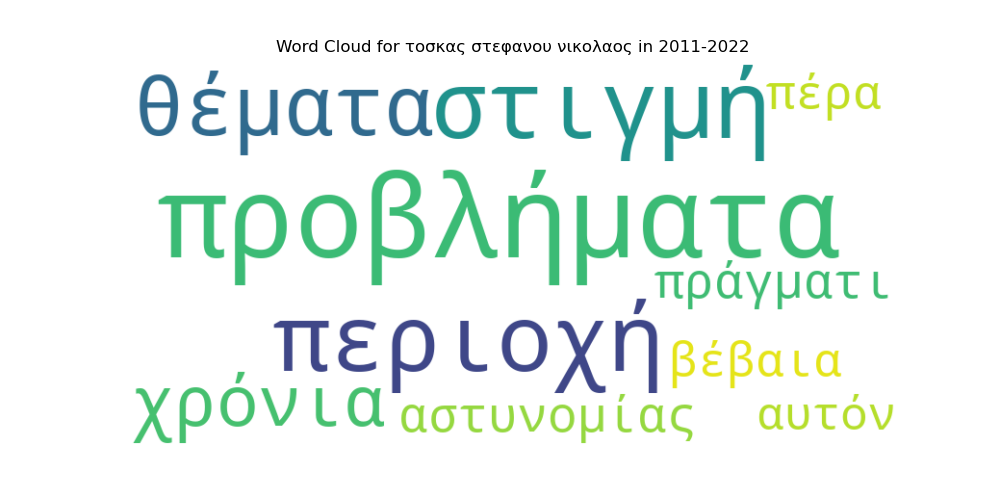 Word Cloud for τοσκας στεφανου νικολαος in 2011-2022
θέματα στιγμή πέρα
προβλήματα
πράγματι
περιοχή
βέβαια
χρόνια αστυνομίας αυτόν